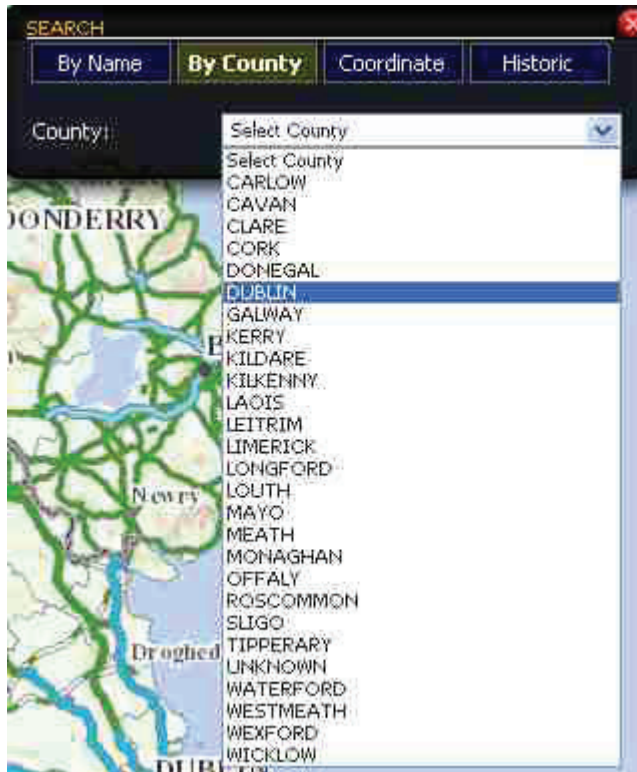 SEARCH
By Name By County Coordinate Historic
County: Select County
Select County
CARLOW
CAVAN
CLARE
CORK
DONEGAL
DUBLIN
GALWAY
KERRY
KILDARE
KILKENNY
LAOIS
LEITRIM
LIMERICK
LONGFORD
LOUTH
MAYO
MEATH
MONAGHAN
OFFALY
ROSCOMMON
SLIGO
TIPPERARY
UNKNOWN
WATERFORD
WESTMEATH
WEXFORD
WICKLOW
ONDERRY
Newry
Droghed